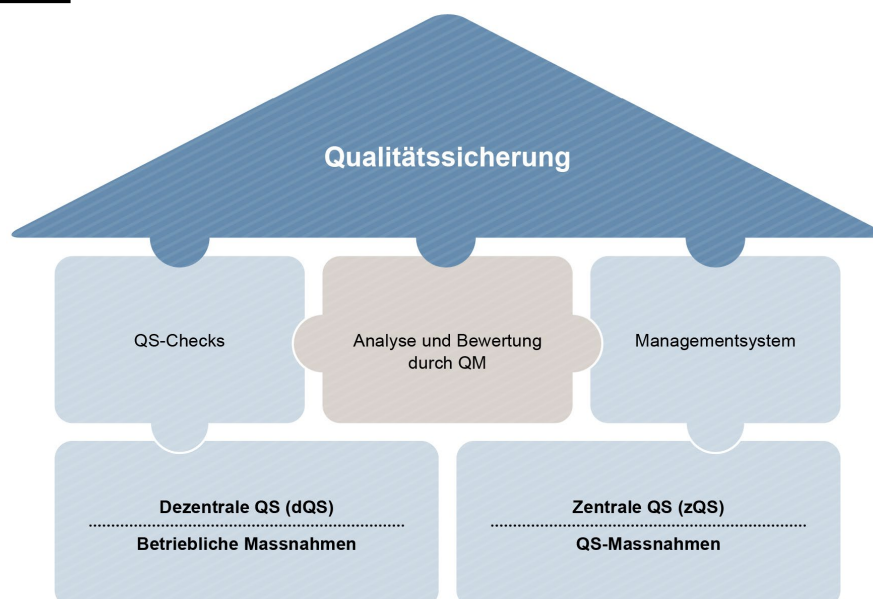 Qualitätssicherung
QS-Checks
Analyse und Bewertung
durch QM
Managementsystem
Dezentrale QS (dQS)
Betriebliche Massnahmen
Zentrale QS (zQS)
QS-Massnahmen